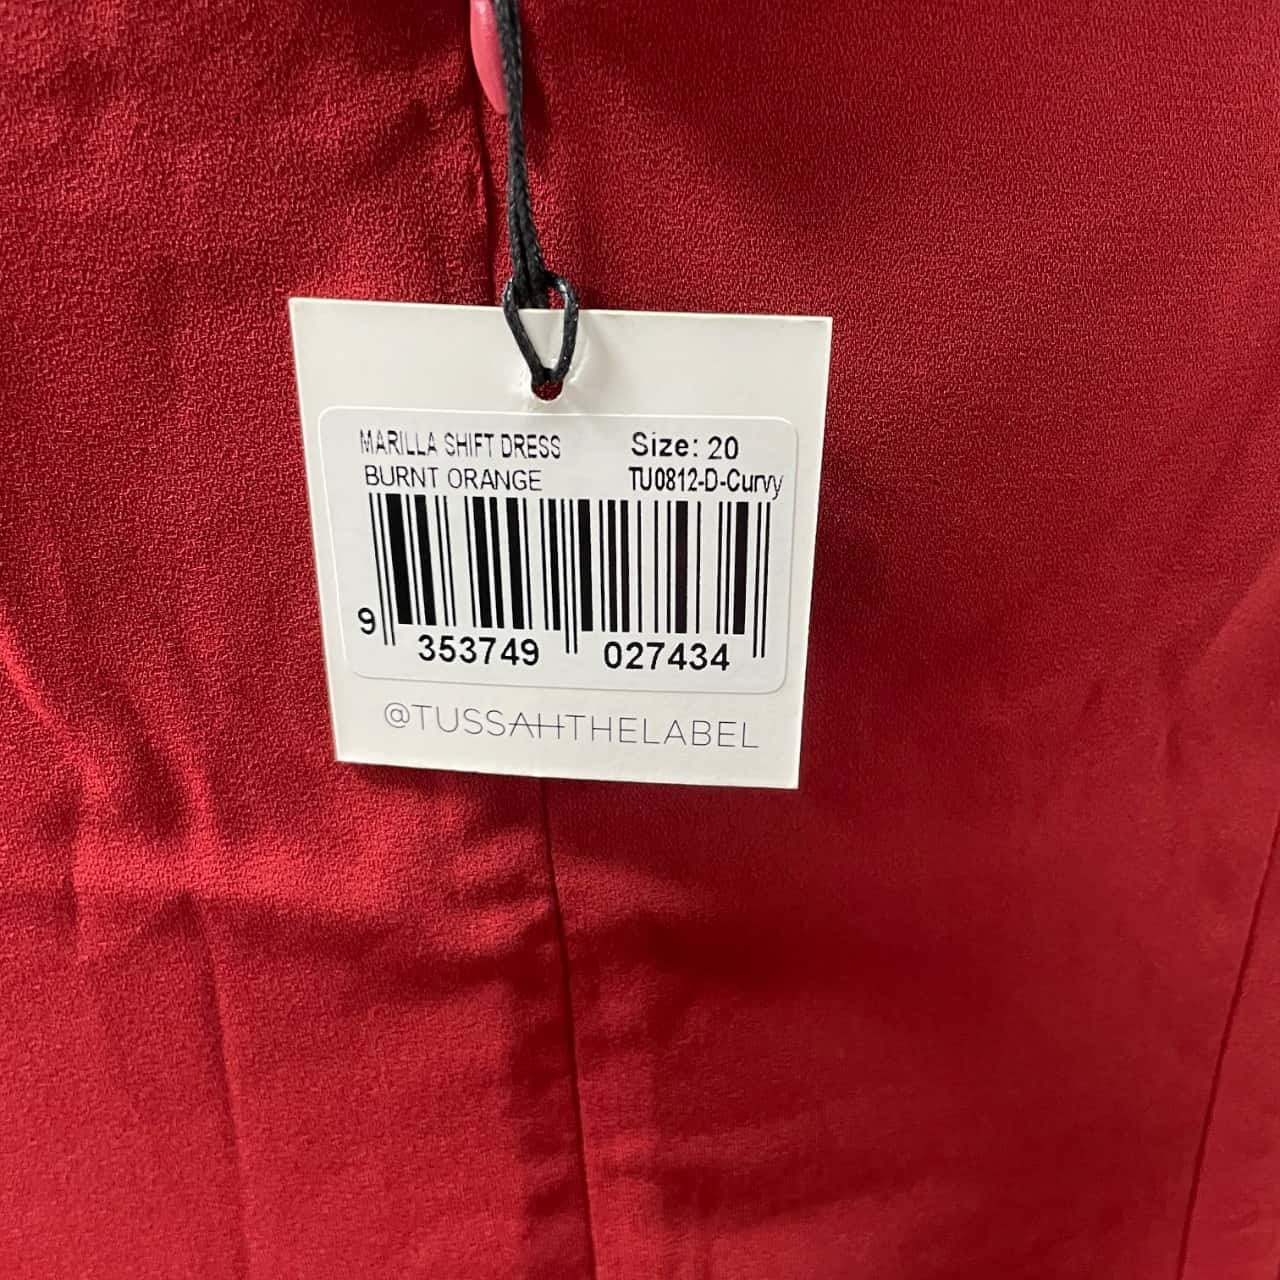 MARILLA SHIFT DRESS Size: 20
BURNT ORANGE TU0812-D-Curvy
9 353749 027434
@TUSSAHTHELABEL